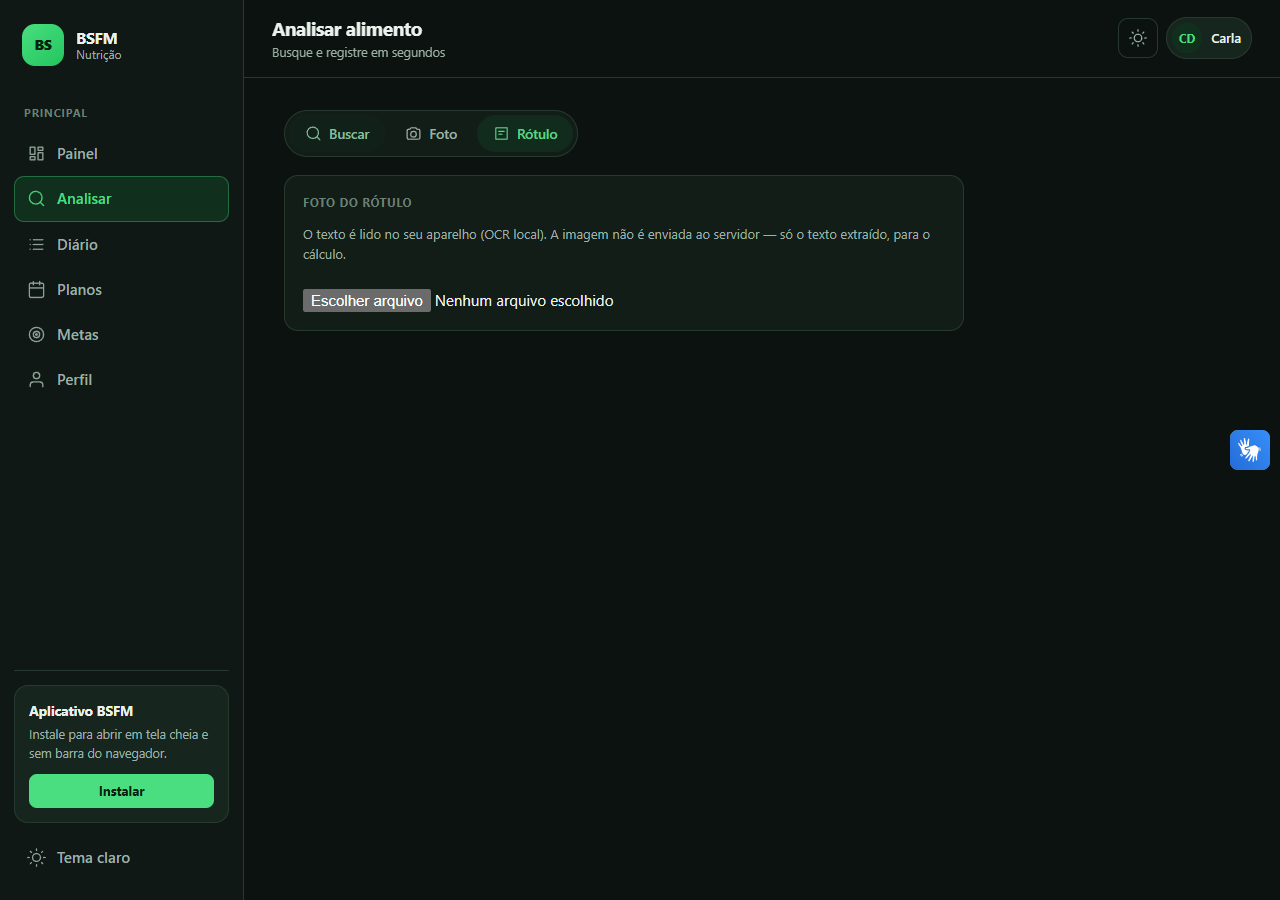 BS
BSFM
Nutrição
PRINCIPAL
Painel
Analisar
Diário
Planos
Metas
Perfil
Aplicativo BSFM
Instale para abrir em tela cheia e
sem barra do navegador.
Instalar
Tema claro
Analisar alimento
Busque e registre em segundos
CD
Carla
Buscar
Foto
Rótulo
FOTO DO RÓTULO
O texto é lido no seu aparelho (OCR local). A imagem não é enviada ao servidor — só o texto extraído, para o
cálculo.
Escolher arquivo Nenhum arquivo escolhido